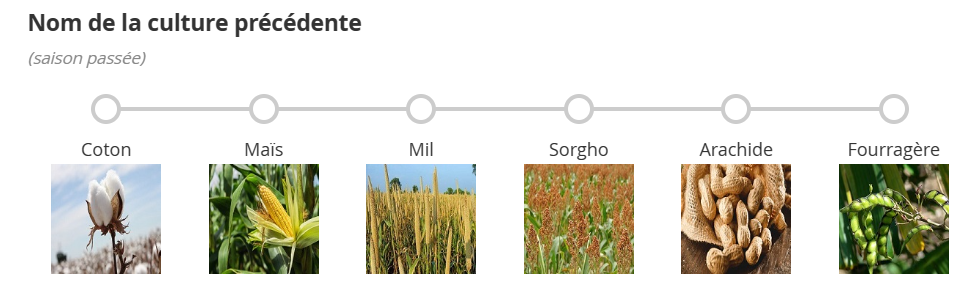 Nom de la culture précédente
(saison passée)
Coton Maïs Mil Sorgho Arachide Fourragère